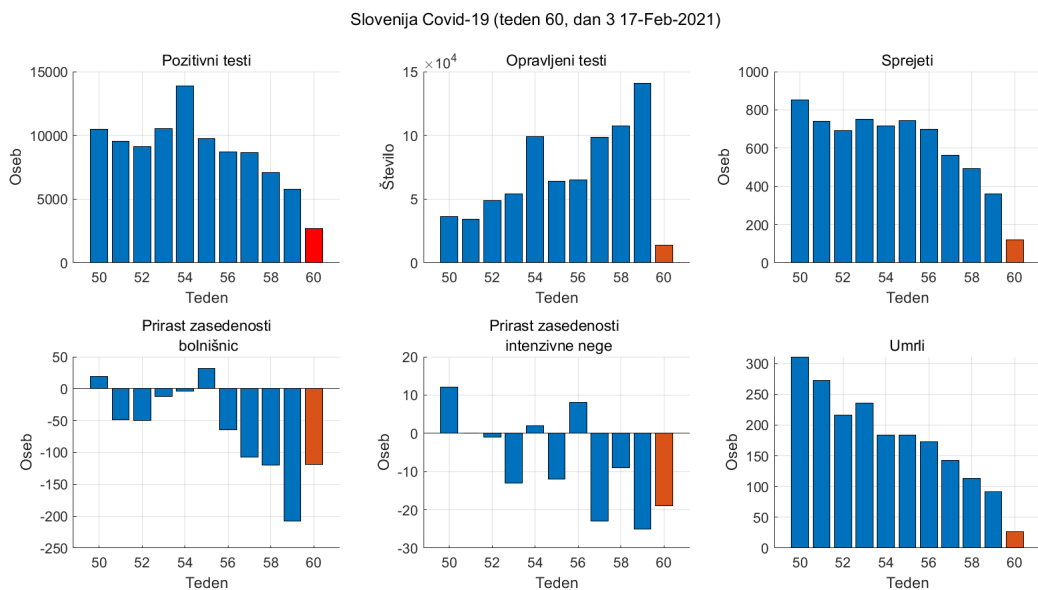 Slovenija Covid-19 (teden 60, dan 3 17-Feb-2021)
Pozitivni testi
15000
10000
5000
0
Oseb
50 52 54 56 58 60
Teden
Opravljeni testi
×10^4
15
10
5
0
Število
50 52 54 56 58 60
Teden
Sprejeti
1000
800
600
400
200
0
Oseb
50 52 54 56 58 60
Teden
Prirast zasedenosti
bolnišnic
50
0
-50
-100
-150
-200
-250
Oseb
50 52 54 56 58 60
Teden
Prirast zasedenosti
intenzivne nege
20
10
0
-10
-20
-30
Oseb
50 52 54 56 58 60
Teden
Umrli
300
250
200
150
100
50
0
Oseb
50 52 54 56 58 60
Teden